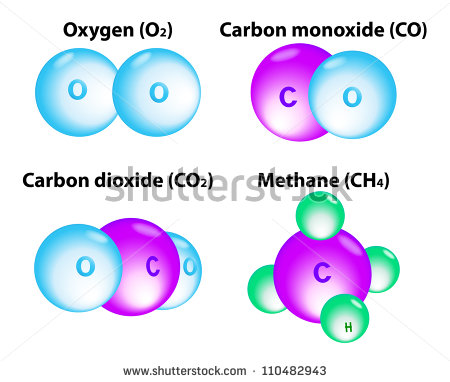 Oxygen (O2)
Carbon monoxide (CO)
O O
C O
Carbon dioxide (CO2)
Methane (CH4)
shutterstock
O C O
C
H
www.shutterstock.com · 110482943